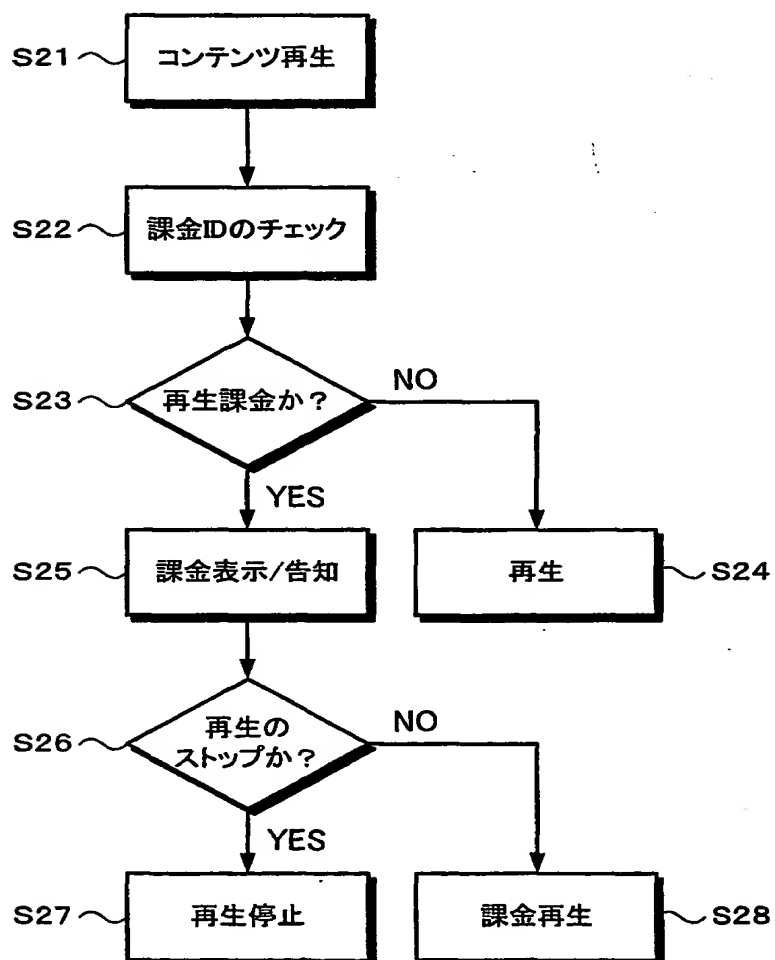 S21
コンテンツ再生
S22
課金IDのチェック
S23
再生課金か？
NO
YES
S25
課金表示/告知
再生
S24
S26
再生の
ストップか？
NO
YES
S27
再生停止
課金再生
S28